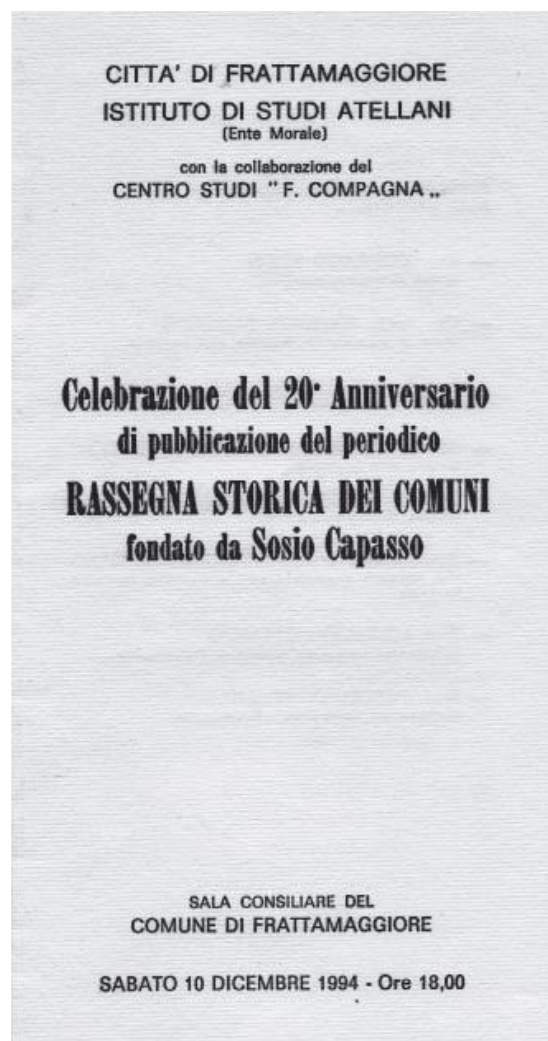 CITTA' DI FRATTAMAGGIORE
ISTITUTO DI STUDI ATELLANI
(Ente Morale)
con la collaborazione del
CENTRO STUDI " F. COMPAGNA „
Celebrazione del 20° Anniversario
di pubblicazione del periodico
RASSEGNA STORICA DEI COMUNI
fondato da Sosio Capasso
SALA CONSILIARE DEL
COMUNE DI FRATTAMAGGIORE
SABATO 10 DICEMBRE 1994 - Ore 18,00